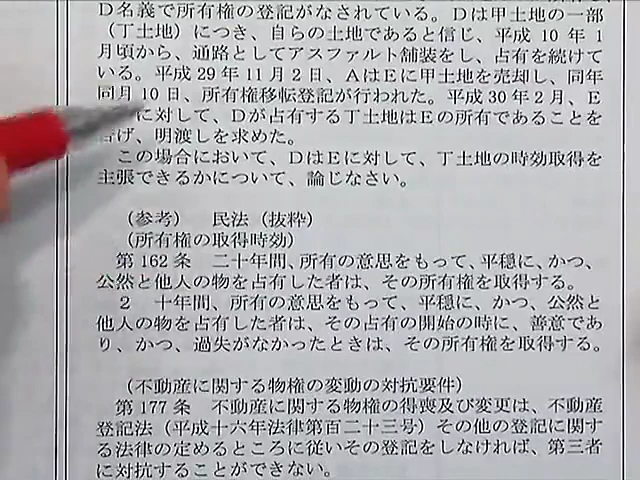 D名義で所有権の登記がなされている。Dは甲土地の一部
（丁土地）につき、自らの土地であると信じ、平成 10 年 1
月頃から、通路としてアスファルト舗装をし、占有を続けて
いる。平成 29 年 11 月 2 日、AはEに甲土地を売却し、同年
同月 10 日、所有権移転登記が行われた。平成 30 年 2 月、E
に対して、Dが占有する丁土地はEの所有であることを
げ、明渡しを求めた。
この場合において、DはEに対して、丁土地の時効取得を
主張できるかについて、論じなさい。
（参考）　民法（抜粋）
（所有権の取得時効）
第 162 条　二十年間、所有の意思をもって、平穏に、かつ、
公然と他人の物を占有した者は、その所有権を取得する。
２　十年間、所有の意思をもって、平穏に、かつ、公然と
他人の物を占有した者は、その占有の開始の時に、善意であ
り、かつ、過失がなかったときは、その所有権を取得する。
（不動産に関する物権の変動の対抗要件）
第 177 条　不動産に関する物権の得喪及び変更は、不動産
登記法（平成十六年法律第百二十三号）その他の登記に関す
る法律の定めるところに従いその登記をしなければ、第三者
に対抗することができない。